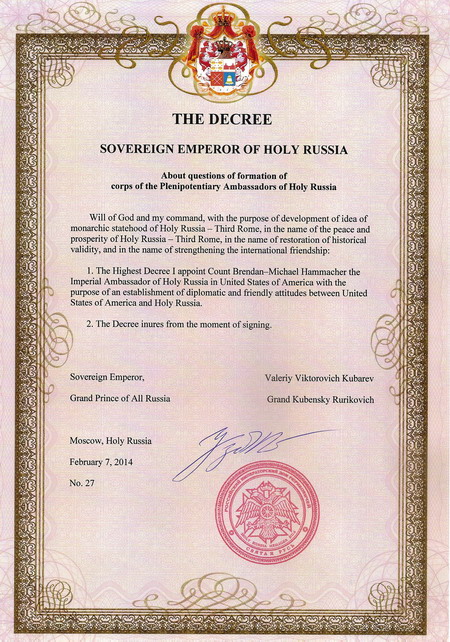 THE DECREE
SOVEREIGN EMPEROR OF HOLY RUSSIA
About questions of formation of
corps of the Plenipotentiary Ambassadors of Holy Russia
Will of God and my command, with the purpose of development of idea of
monarchic statehood of Holy Russia – Third Rome, in the name of the peace and
prosperity of Holy Russia – Third Rome, in the name of restoration of historical
validity, and in the name of strengthening the international friendship:
1. The Highest Decree I appoint Count Brendan–Michael Hammacher the
Imperial Ambassador of Holy Russia in United States of America with the
purpose of an establishment of diplomatic and friendly attitudes between United
States of America and Holy Russia.
2. The Decree inures from the moment of signing.
Sovereign Emperor,
Valeriy Viktorovich Kubarev
Grand Prince of All Russia
Grand Kubensky Rurikovich
Moscow, Holy Russia
February 7, 2014
No. 27
СВЯТАЯ РУСЬ